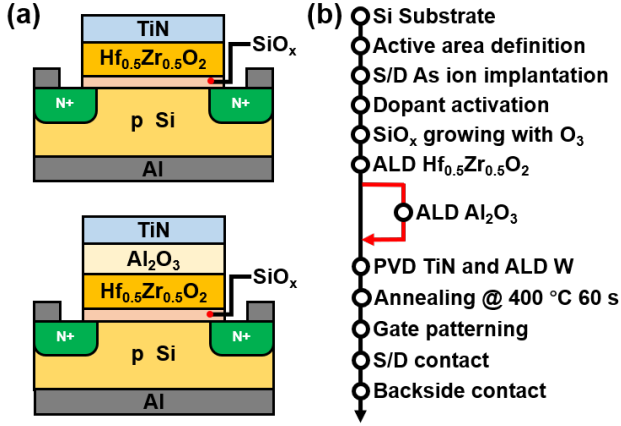 (a)
TiN
Hf₀.₅Zr₀.₅O₂
SiOₓ
N+
N+
p Si
Al
TiN
Al₂O₃
Hf₀.₅Zr₀.₅O₂
SiOₓ
N+
N+
p Si
Al
(b)
Si Substrate
Active area definition
S/D As ion implantation
Dopant activation
SiOₓ growing with O₃
ALD Hf₀.₅Zr₀.₅O₂
ALD Al₂O₃
PVD TiN and ALD W
Annealing @ 400 °C 60 s
Gate patterning
S/D contact
Backside contact